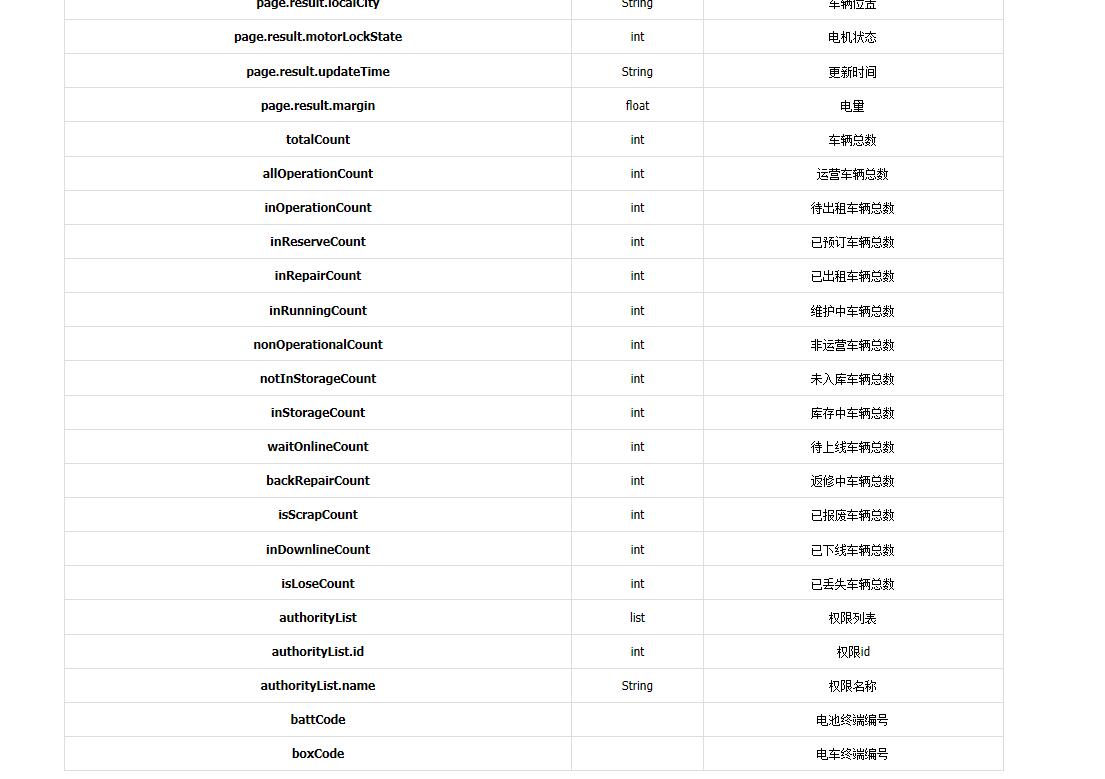 page.result.localCity String 车辆位置
page.result.motorLockState int 电机状态
page.result.updateTime String 更新时间
page.result.margin float 电量
totalCount int 车辆总数
allOperationCount int 运营车辆总数
inOperationCount int 待出租车辆总数
inReserveCount int 已预订车辆总数
inRepairCount int 已出租车辆总数
inRunningCount int 维护中车辆总数
nonOperationalCount int 非运营车辆总数
notInStorageCount int 未入库车辆总数
inStorageCount int 库存中车辆总数
waitOnlineCount int 待上线车辆总数
backRepairCount int 返修中车辆总数
isScrapCount int 已报废车辆总数
inDownlineCount int 已下线车辆总数
isLoseCount int 已丢失车辆总数
authorityList list 权限列表
authorityList.id int 权限id
authorityList.name String 权限名称
battCode 电池终端编号
boxCode 电车终端编号